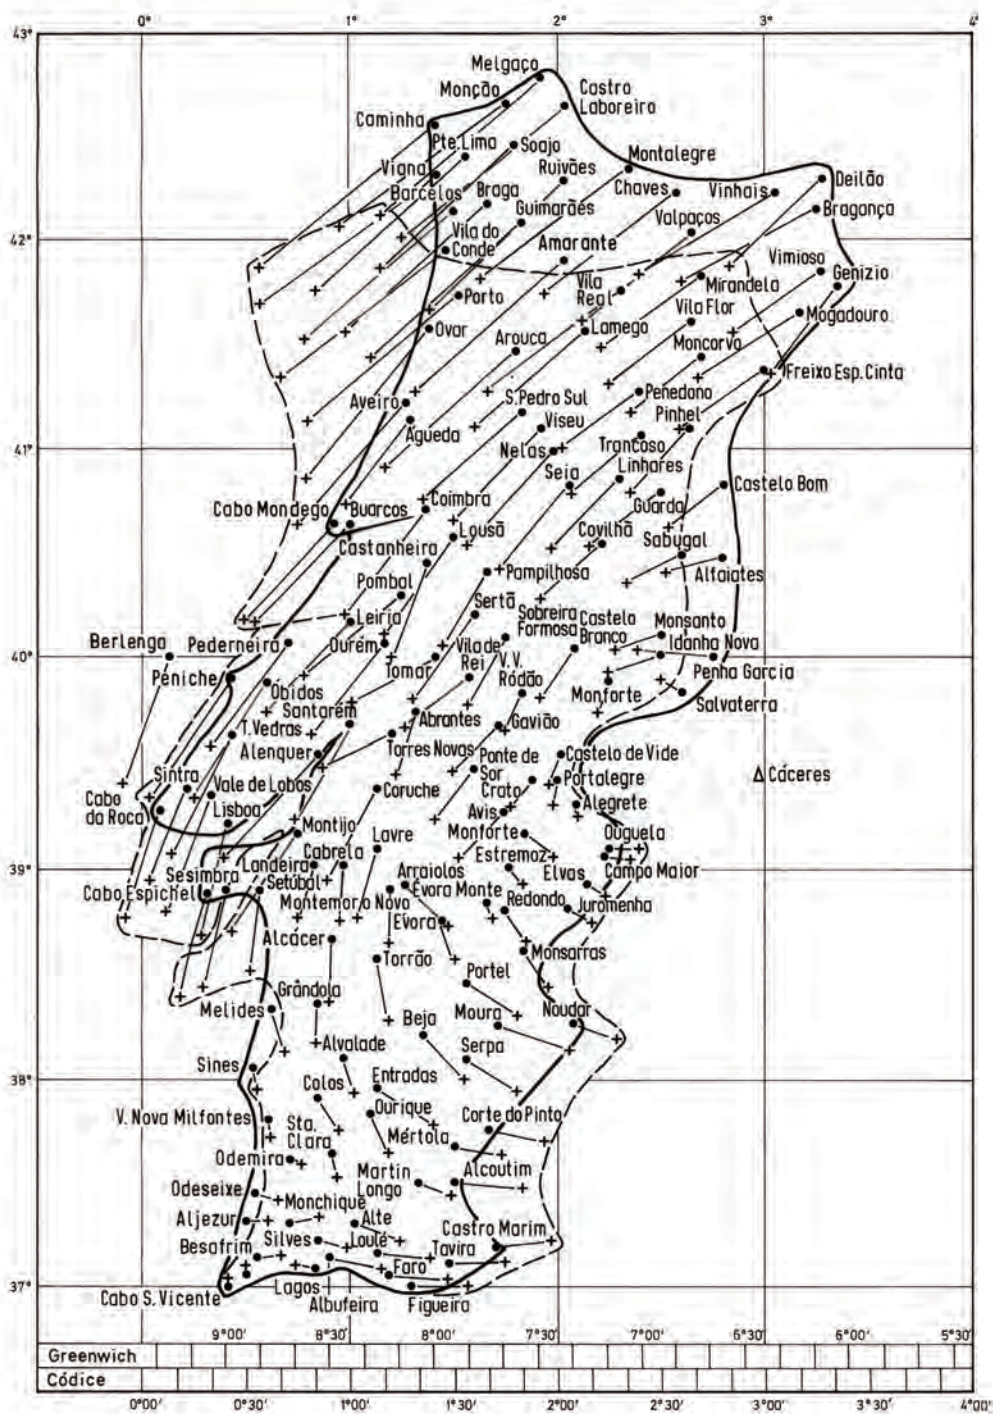 0° 1° 2° 3° 4°
43°
Melgaço
Monção
Castro
Laboreiro
Caminha
Pte. Lima
Soajo
Montalegre
Viana
Ruivães
Chaves
Vinhais
Deilão
Barcelos
Braga
Guimarães
Valpaços
Bragança
42°
Vila do
Conde
Amarante
Vimioso
Genizio
Vila
Real
Mirandela
Porto
Vila Flor
Mogadouro
Ovar
Arouca
Lamego
Moncorvo
Freixo Esp. Cinta
Aveiro
S. Pedro Sul
Penedono
Pinhel
Agueda
Viseu
41°
Nelas
Trancoso
Linhares
Seia
Castelo Bom
Cabo Mondego
Buarcos
Coimbra
Guarda
Lousã
Covilhã
Sabugal
Castanheira
Alfaiates
Pombal
Pampilhosa
Sertã
Sobreira
Formosa
Castelo
Branco
Monsanto
Leiria
Berlenga
Pederneira
Ourém
Vila de
Rei
Idanha Nova
40°
Tomar
V. V.
Ródão
Penha Garcia
Péniche
Óbidos
Monforte
Salvaterra
Santarém
Abrantes
Gavião
T. Vedras
Alenquer
Torres Novas
Ponte de
Sor
Castelo de Vide
Sintra
Vale de Lobos
Crato
Portalegre
Δ Cáceres
Cabo
da Roca
Lisboa
Coruche
Avis
Alegrete
Montijo
Monforte
Ouguela
39°
Lavre
Landeira
Cabrela
Estremoz
Elvas
Campo Maior
Sesimbra
Arraiolos
Cabo Espichel
Setúbal
Évora Monte
Redondo
Juromenha
Montemor o Novo
Évora
Alcácer
Torrão
Monsarras
Portel
Grândola
Melides
Beja
Moura
Noudar
Alvalade
Serpa
Sines
38°
Colos
Entradas
V. Nova Milfontes
Sta.
Clara
Ourique
Corte do Pinto
Mértola
Odemira
Martin
Longo
Alcoutim
Odeseixe
Monchique
Aljezur
Alte
Castro Marim
Besafrim
Silves
Loulé
Tavira
37°
Faro
Cabo S. Vicente
Lagos
Albufeira
Figueira
9°00' 8°30' 8°00' 7°30' 7°00' 6°30' 6°00' 5°30'
Greenwich
Códice
0°00' 0°30' 1°00' 1°30' 2°00' 2°30' 3°00' 3°30' 4°00'